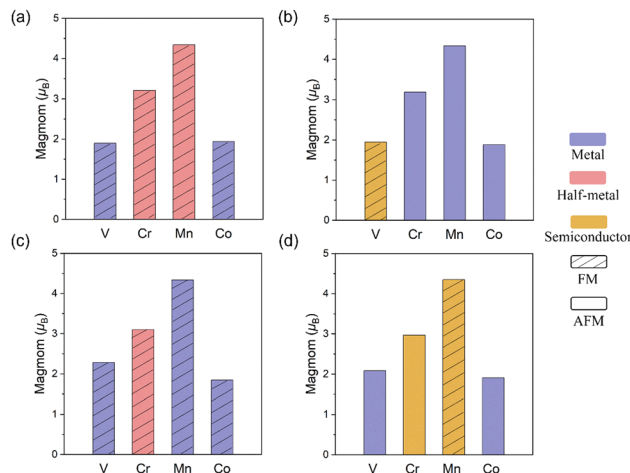 (a)
5
4
3
2
1
0
Magmom (μB)
V Cr Mn Co
(b)
5
4
3
2
1
0
Magmom (μB)
V Cr Mn Co
(c)
5
4
3
2
1
0
Magmom (μB)
V Cr Mn Co
(d)
5
4
3
2
1
0
Magmom (μB)
V Cr Mn Co
Metal
Half-metal
Semiconductor
FM
AFM